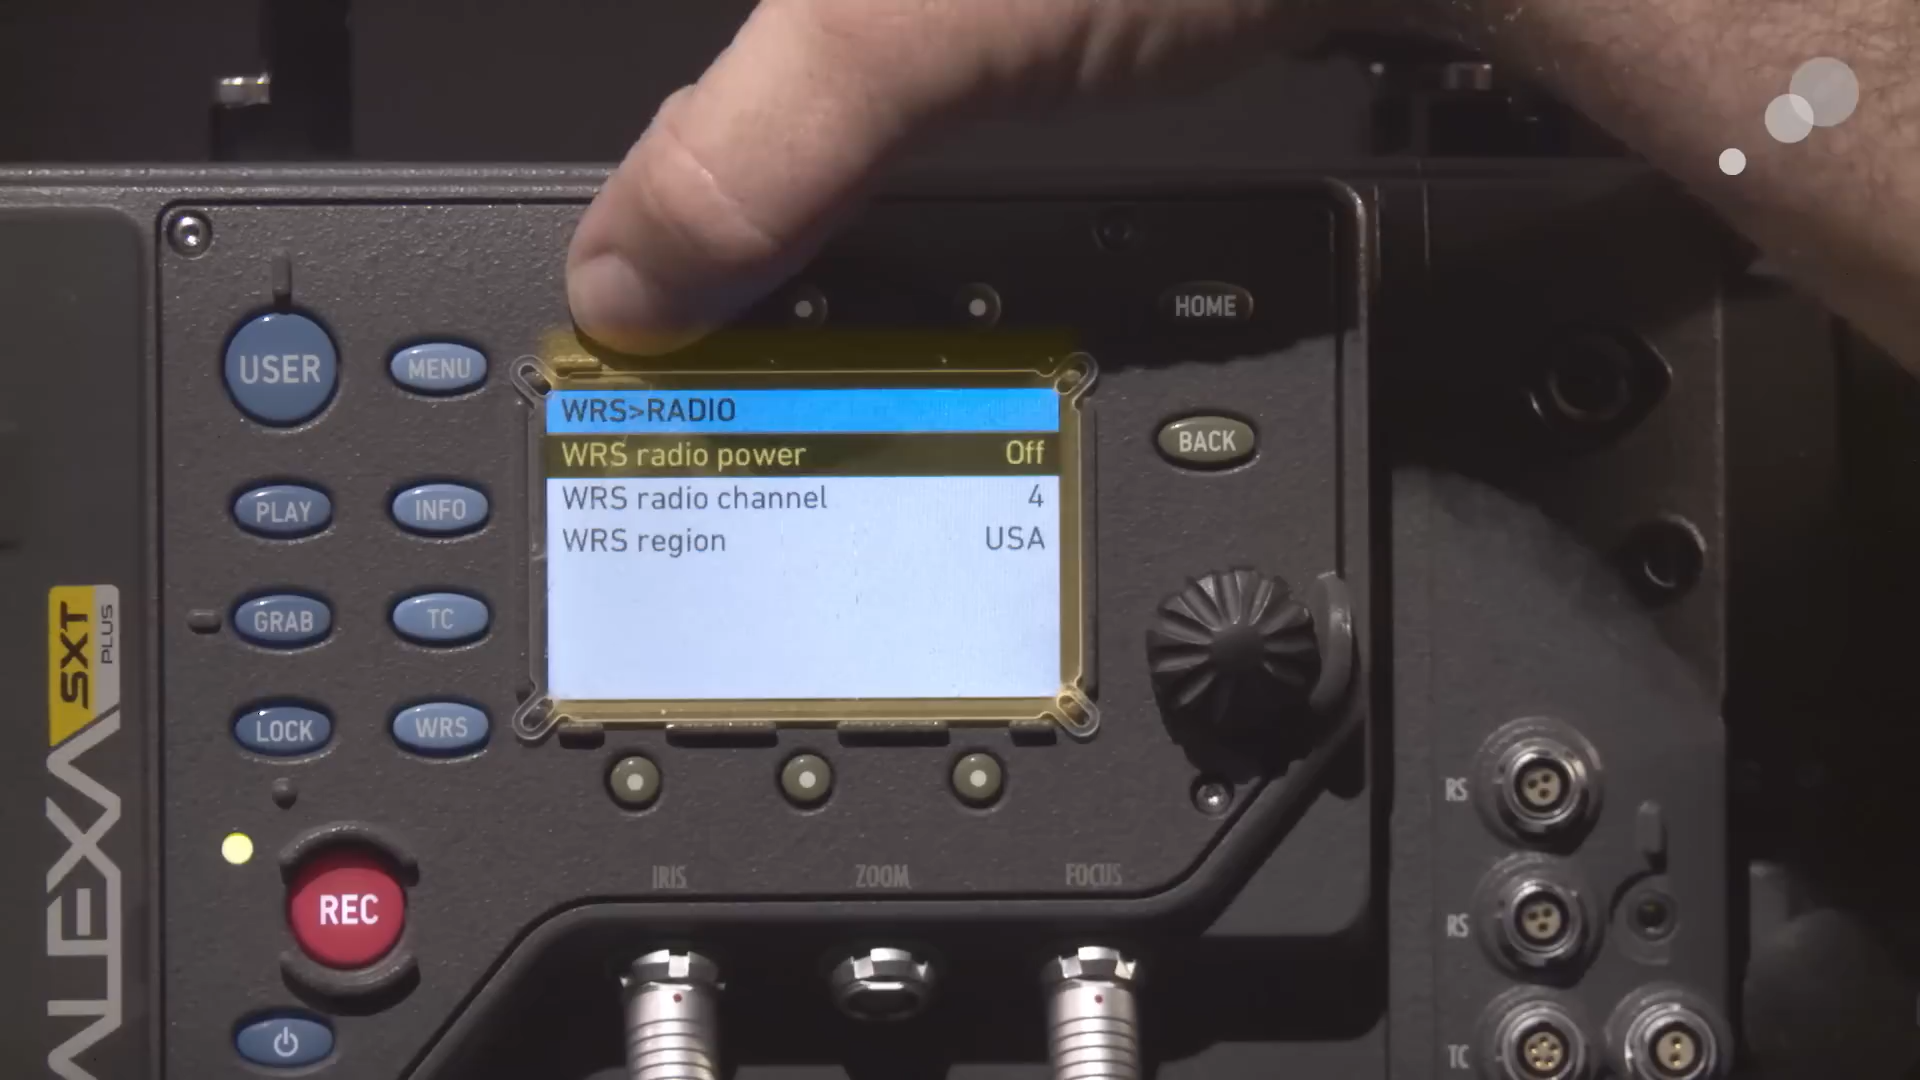 HOME
USER
MENU
WRS>RADIO
WRS radio power Off
BACK
WRS radio channel 4
WRS region USA
PLAY
INFO
GRAB
TC
LOCK
WRS
SXT
PLUS
ALEXA
REC
IRIS
ZOOM
FOCUS
RS
RS
TC